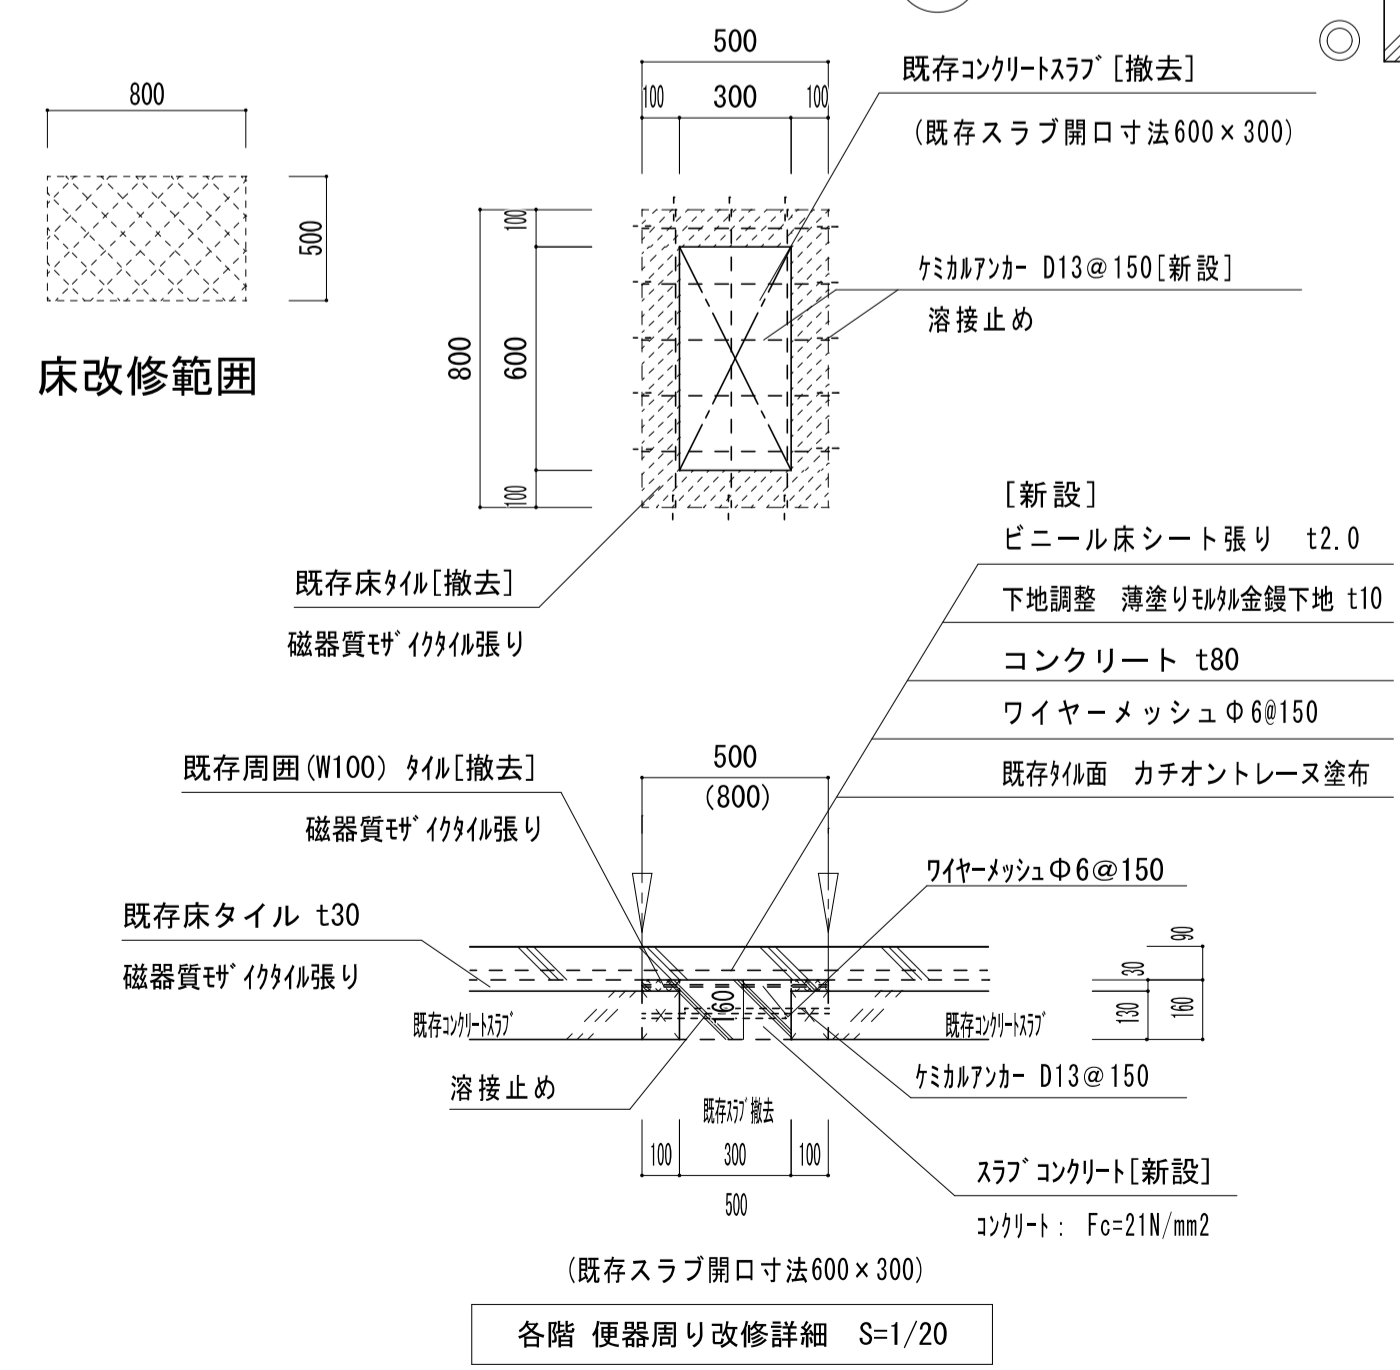 800
500
床改修範囲
500
100
300
100
800
100
600
100
既存コンクリートスラブ[撤去]
(既存スラブ開口寸法600×300)
ケミカルアンカー D13@150[新設]
溶接止め
既存床タイル[撤去]
磁器質モザイクタイル張り
[新設]
ビニール床シート張り t2.0
下地調整 薄塗りモルタル金鏝下地 t10
コンクリート t80
ワイヤーメッシュΦ6@150
既存タイル面 カチオントレーヌ塗布
既存周囲(W100) タイル[撤去]
磁器質モザイクタイル張り
500
(800)
ワイヤーメッシュΦ6@150
既存床タイル t30
磁器質モザイクタイル張り
90
30
130
160
160
既存コンクリートスラブ
既存コンクリートスラブ
溶接止め
ケミカルアンカー D13@150
既存スラブ撤去
100
300
100
500
スラブコンクリート[新設]
コンクリート: Fc=21N/mm2
(既存スラブ開口寸法600×300)
各階 便器周り改修詳細 S=1/20